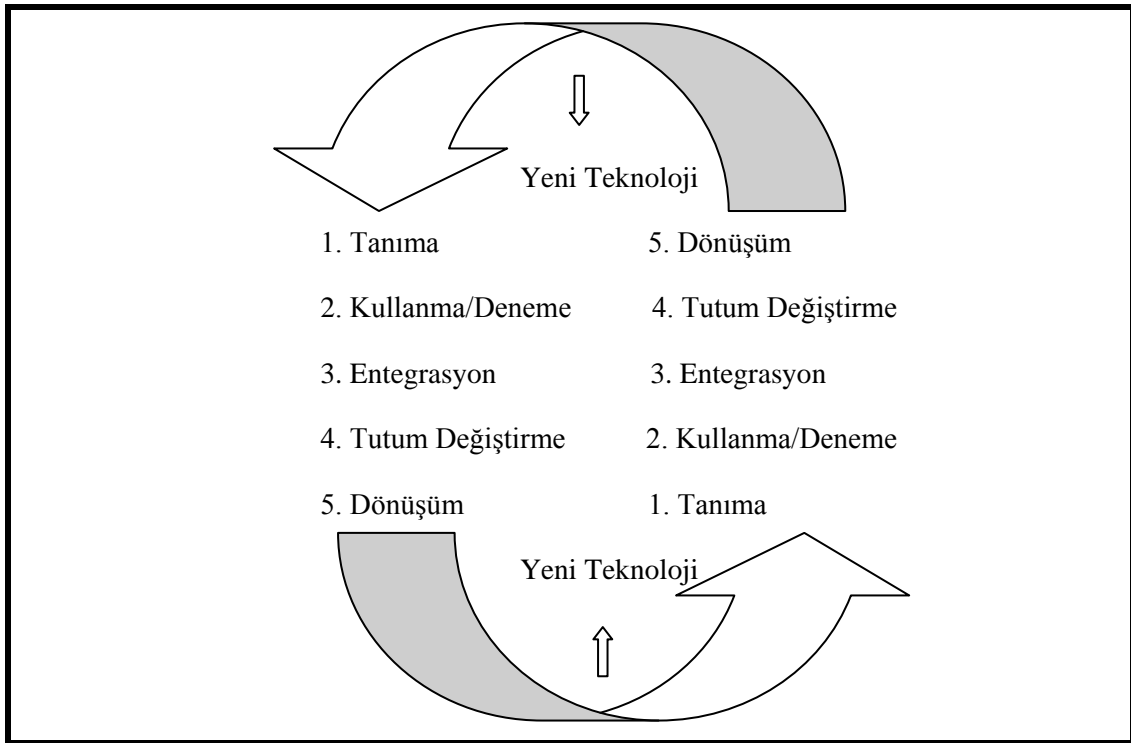 Yeni Teknoloji
1. Tanıma 5. Dönüşüm
2. Kullanma/Deneme 4. Tutum Değiştirme
3. Entegrasyon 3. Entegrasyon
4. Tutum Değiştirme 2. Kullanma/Deneme
5. Dönüşüm 1. Tanıma
Yeni Teknoloji